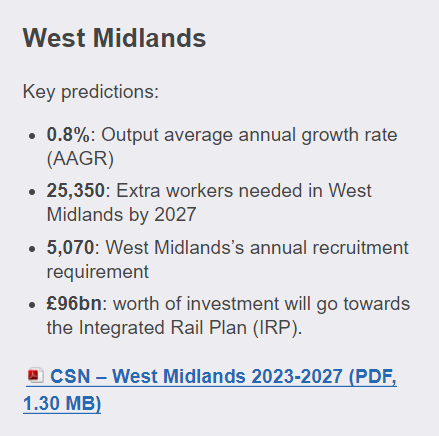 West Midlands
Key predictions:
• 0.8%: Output average annual growth rate
(AAGR)
• 25,350: Extra workers needed in West
Midlands by 2027
• 5,070: West Midlands’s annual recruitment
requirement
• £96bn: worth of investment will go towards
the Integrated Rail Plan (IRP).
CSN – West Midlands 2023-2027 (PDF,
1.30 MB)